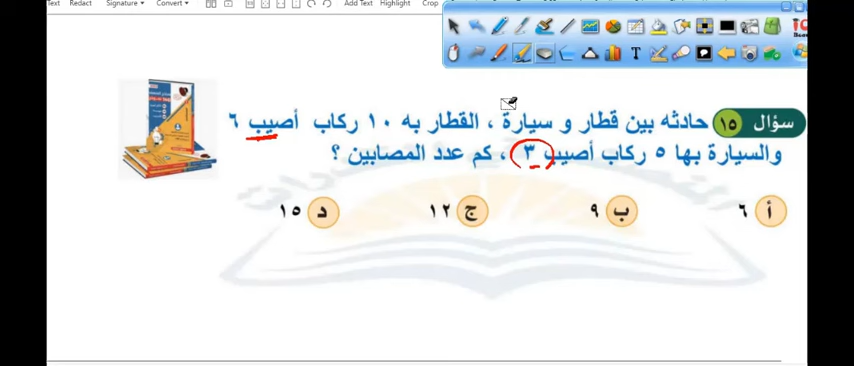 Text Redact Signature Convert Add Text Highlight Crop
سؤال ١٥ حادثه بين قطار و سيارة ، القطار به ١٠ ركاب أصيب ٦
والسيارة بها ٥ ركاب أصيب ٣ ، كم عدد المصابين ؟
أ ٦ ب ٩ ج ١٢ د ١٥